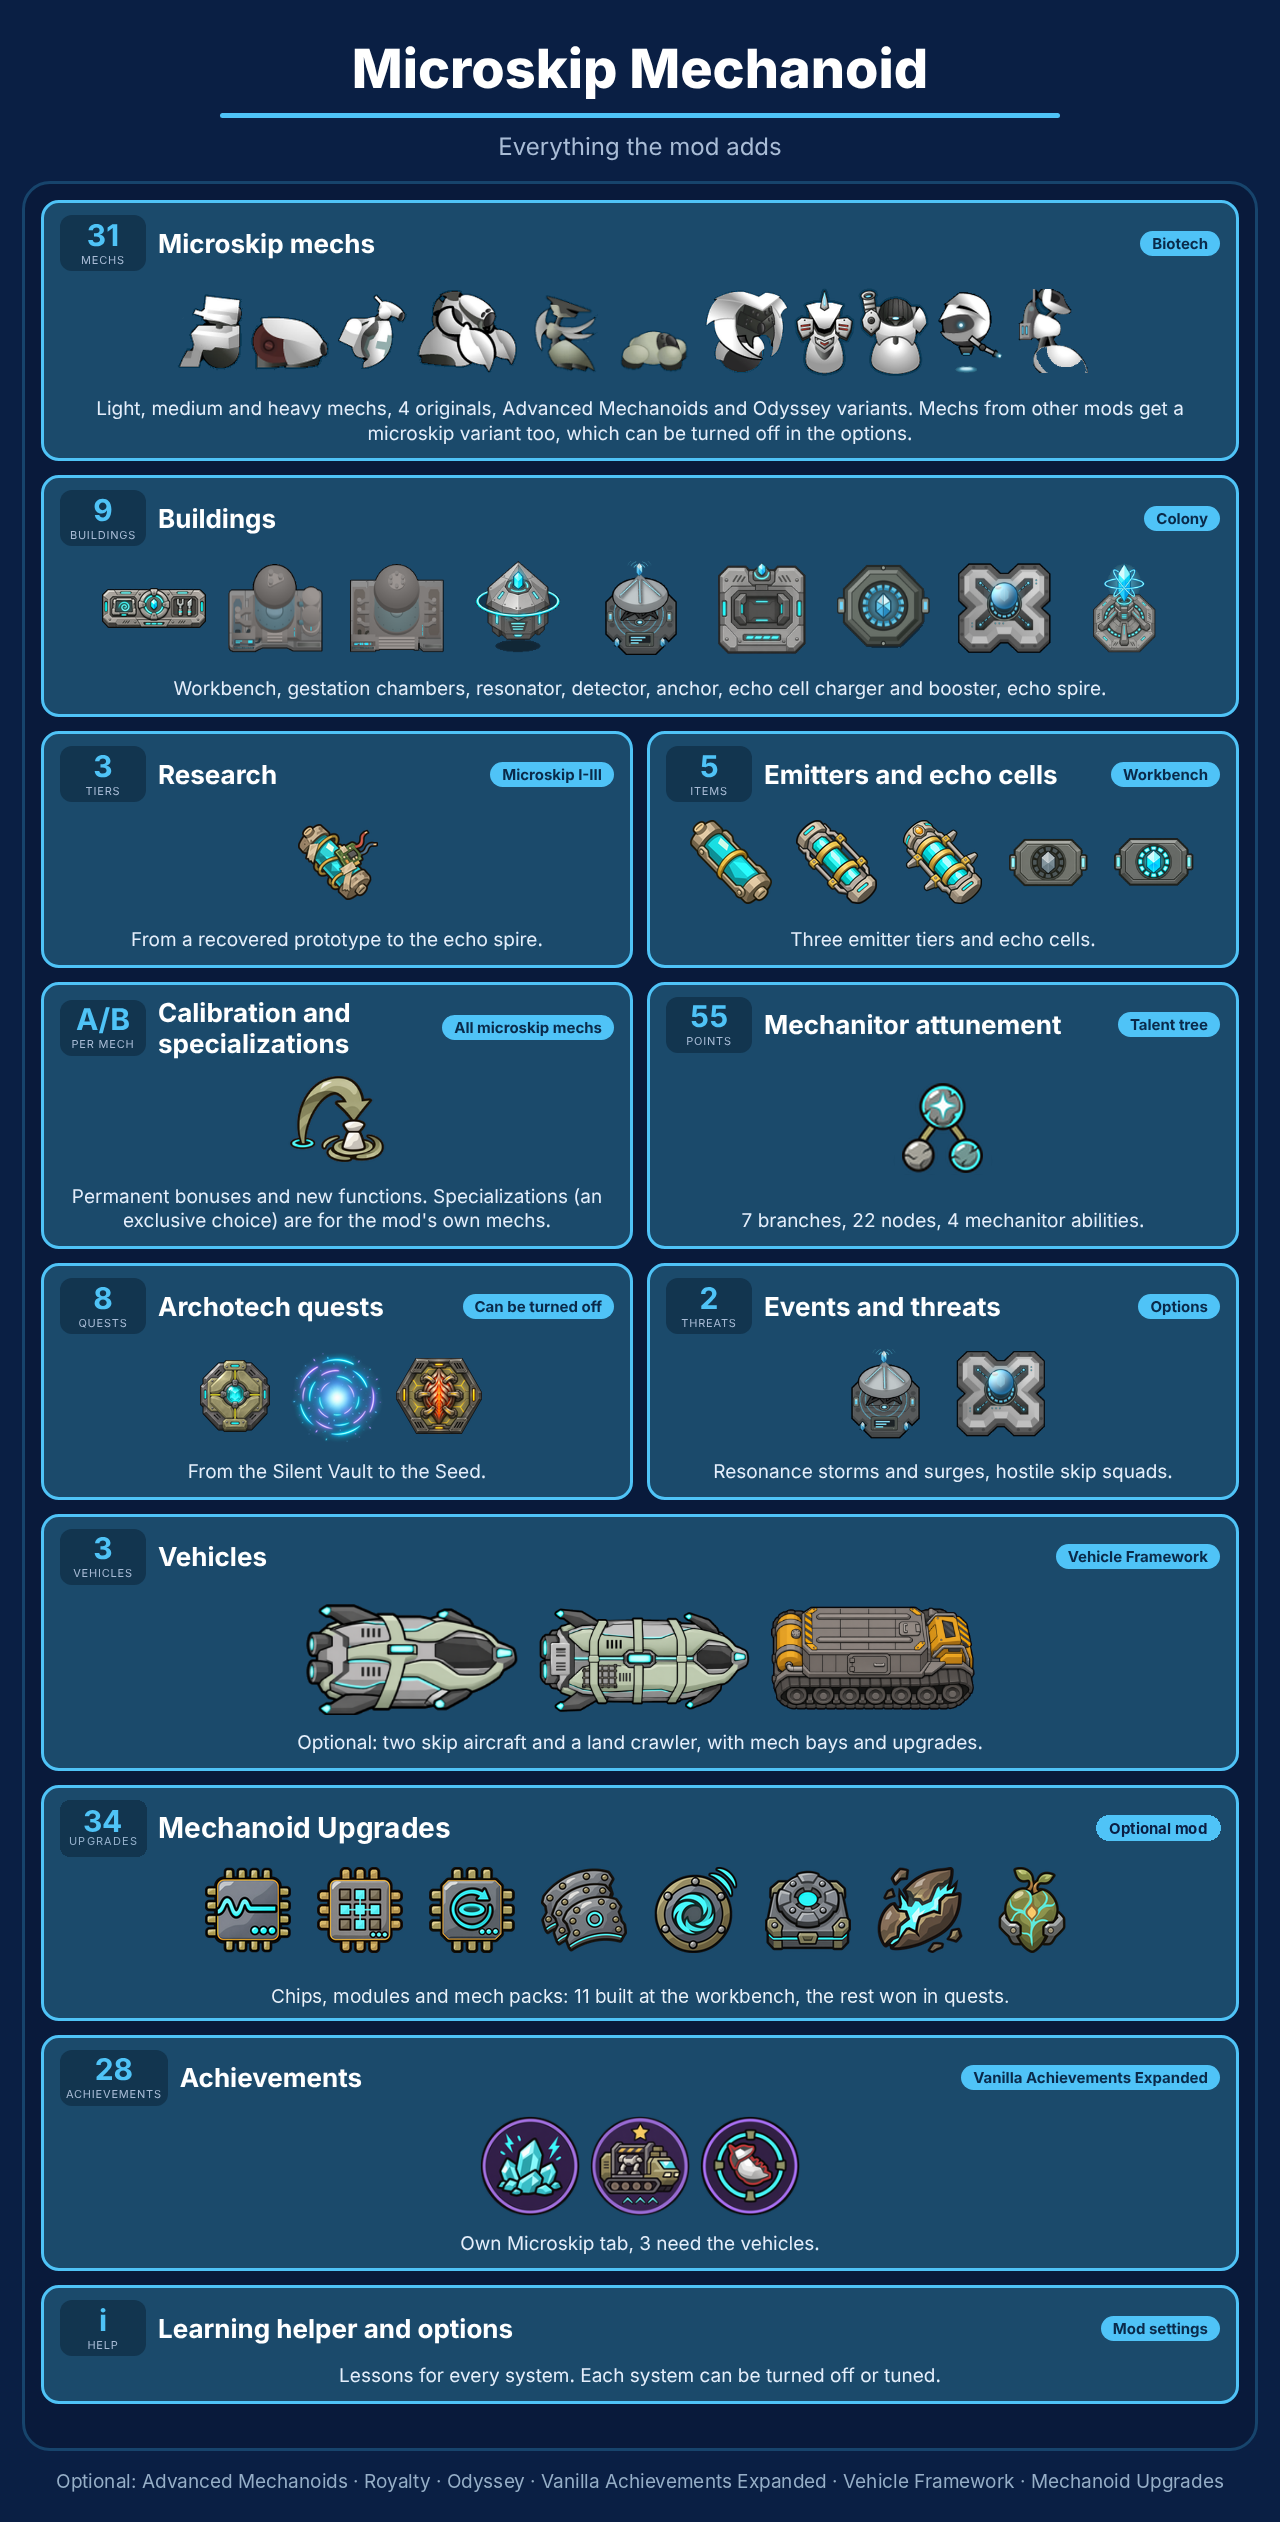 Microskip Mechanoid
Everything the mod adds
31
MECHS
Microskip mechs
Biotech
Light, medium and heavy mechs, 4 originals, Advanced Mechanoids and Odyssey variants. Mechs from other mods get a
microskip variant too, which can be turned off in the options.
9
BUILDINGS
Buildings
Colony
Workbench, gestation chambers, resonator, detector, anchor, echo cell charger and booster, echo spire.
3
TIERS
Research
Microskip I-III
From a recovered prototype to the echo spire.
5
ITEMS
Emitters and echo cells
Workbench
Three emitter tiers and echo cells.
A/B
PER MECH
Calibration and
specializations
All microskip mechs
Permanent bonuses and new functions. Specializations (an
exclusive choice) are for the mod's own mechs.
55
POINTS
Mechanitor attunement
Talent tree
7 branches, 22 nodes, 4 mechanitor abilities.
8
QUESTS
Archotech quests
Can be turned off
From the Silent Vault to the Seed.
2
THREATS
Events and threats
Options
Resonance storms and surges, hostile skip squads.
3
VEHICLES
Vehicles
Vehicle Framework
Optional: two skip aircraft and a land crawler, with mech bays and upgrades.
34
UPGRADES
Mechanoid Upgrades
Optional mod
Chips, modules and mech packs: 11 built at the workbench, the rest won in quests.
28
ACHIEVEMENTS
Achievements
Vanilla Achievements Expanded
Own Microskip tab, 3 need the vehicles.
i
HELP
Learning helper and options
Mod settings
Lessons for every system. Each system can be turned off or tuned.
Optional: Advanced Mechanoids · Royalty · Odyssey · Vanilla Achievements Expanded · Vehicle Framework · Mechanoid Upgrades